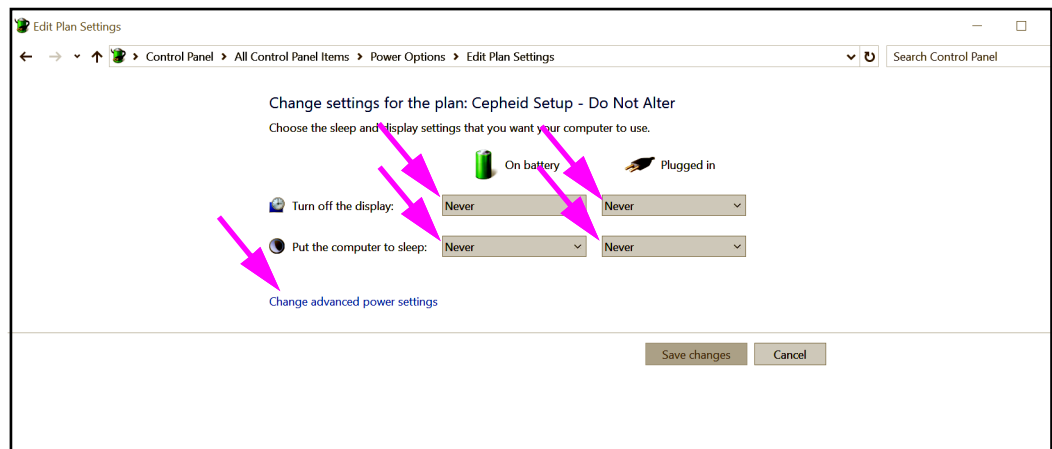 Edit Plan Settings
Control Panel > All Control Panel Items > Power Options > Edit Plan Settings
Search Control Panel
Change settings for the plan: Cepheid Setup - Do Not Alter
Choose the sleep and display settings that you want your computer to use.
On battery
Plugged in
Turn off the display: Never Never
Put the computer to sleep: Never Never
Change advanced power settings
Save changes Cancel